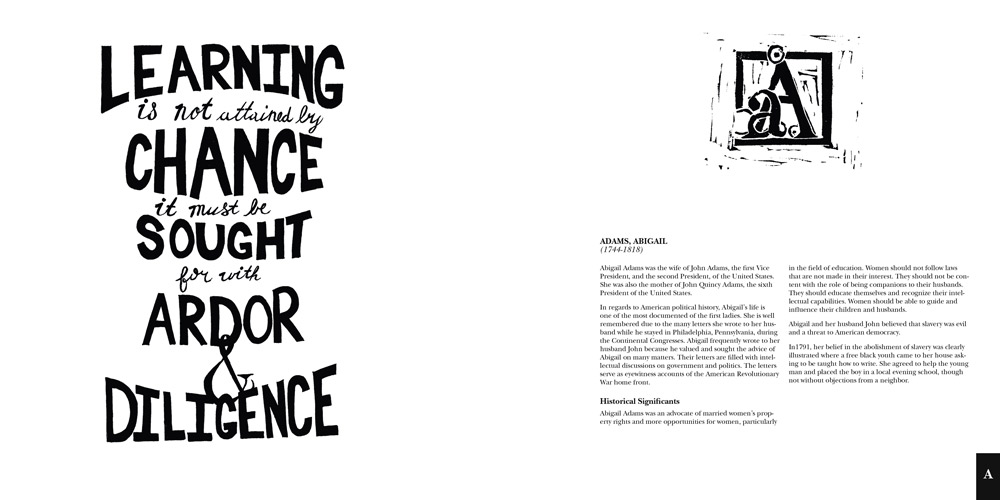 LEARNING
is not attained by
CHANCE
it must be
SOUGHT
for with
ARDOR
&
DILIGENCE
A
a
ADAMS, ABIGAIL
(1744-1818)
Abigail Adams was the wife of John Adams, the first Vice
President, and the second President, of the United States.
She was also the mother of John Quincy Adams, the sixth
President of the United States.
In regards to American political history, Abigail's life is
one of the most documented of the first ladies. She is well
remembered due to the many letters she wrote to her hus-
band while he stayed in Philadelphia, Pennsylvania, during
the Continental Congresses. Abigail frequently wrote to her
husband John because he valued and sought the advice of
Abigail on many matters. Their letters are filled with intel-
lectual discussions on government and politics. The letters
serve as eyewitness accounts of the American Revolutionary
War home front.
Historical Significants
Abigail Adams was an advocate of married women's prop-
erty rights and more opportunities for women, particularly
in the field of education. Women should not follow laws
that are not made in their interest. They should not be con-
tent with the role of being companions to their husbands.
They should educate themselves and recognize their intel-
lectual capabilities. Women should be able to guide and
influence their children and husbands.
Abigail and her husband John believed that slavery was evil
and a threat to American democracy.
In1791, her belief in the abolishment of slavery was clearly
illustrated where a free black youth came to her house ask-
ing to be taught how to write. She agreed to help the young
man and placed the boy in a local evening school, though
not without objections from a neighbor.
A